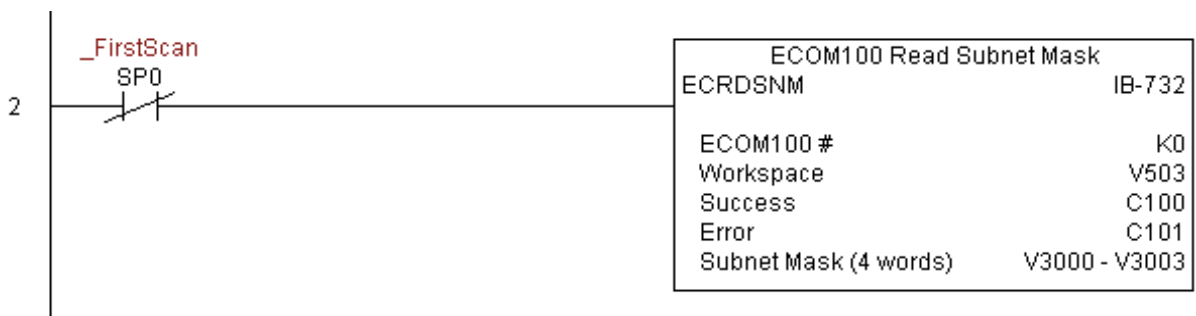 _FirstScan
SP0
2
ECOM100 Read Subnet Mask
ECRDSNM IB-732
ECOM100 # K0
Workspace V503
Success C100
Error C101
Subnet Mask (4 words) V3000 - V3003